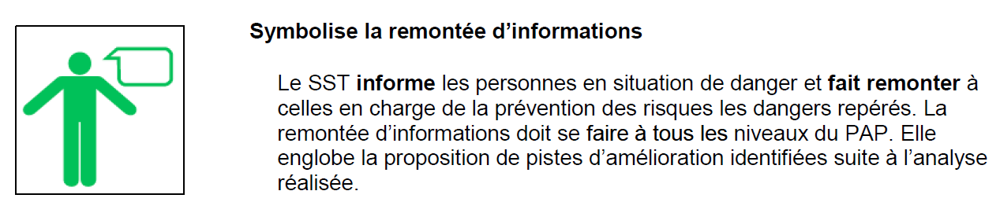 Symbolise la remontée d’informations
Le SST informe les personnes en situation de danger et fait remonter à
celles en charge de la prévention des risques les dangers repérés. La
remontée d’informations doit se faire à tous les niveaux du PAP. Elle
englobe la proposition de pistes d’amélioration identifiées suite à l’analyse
réalisée.